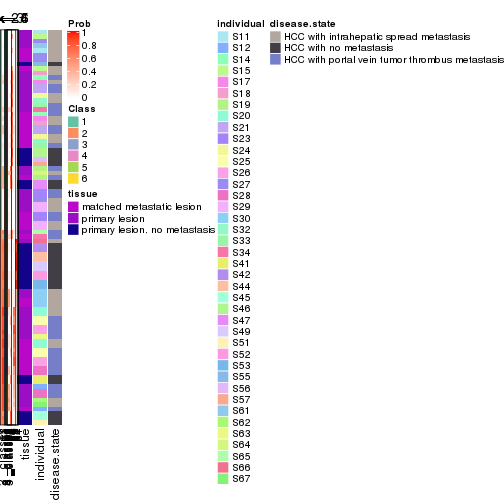 Prob
1
0.8
0.6
0.4
0.2
0
Class
1
2
3
4
5
6
tissue
matched metastatic lesion
primary lesion
primary lesion. no metastasis
individual
S11
S12
S14
S15
S17
S18
S19
S20
S21
S23
S24
S25
S26
S27
S28
S29
S30
S32
S33
S34
S41
S42
S44
S45
S46
S47
S49
S51
S52
S53
S55
S56
S57
S61
S62
S63
S64
S65
S66
S67
disease.state
HCC with intrahepatic spread metastasis
HCC with no metastasis
HCC with portal vein tumor thrombus metastasis
tissue
individual
disease.state